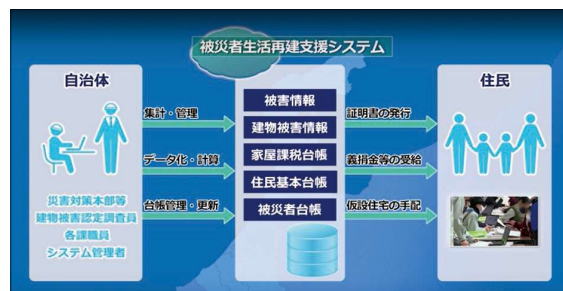 被災者生活再建支援システム
自治体
災害対策本部等
建物被害認定調査員
各課職員
システム管理者
集計・管理
データ化・計算
台帳管理・更新
被害情報
建物被害情報
家屋課税台帳
住民基本台帳
被災者台帳
証明書の発行
義捐金等の受給
仮設住宅の手配
住民